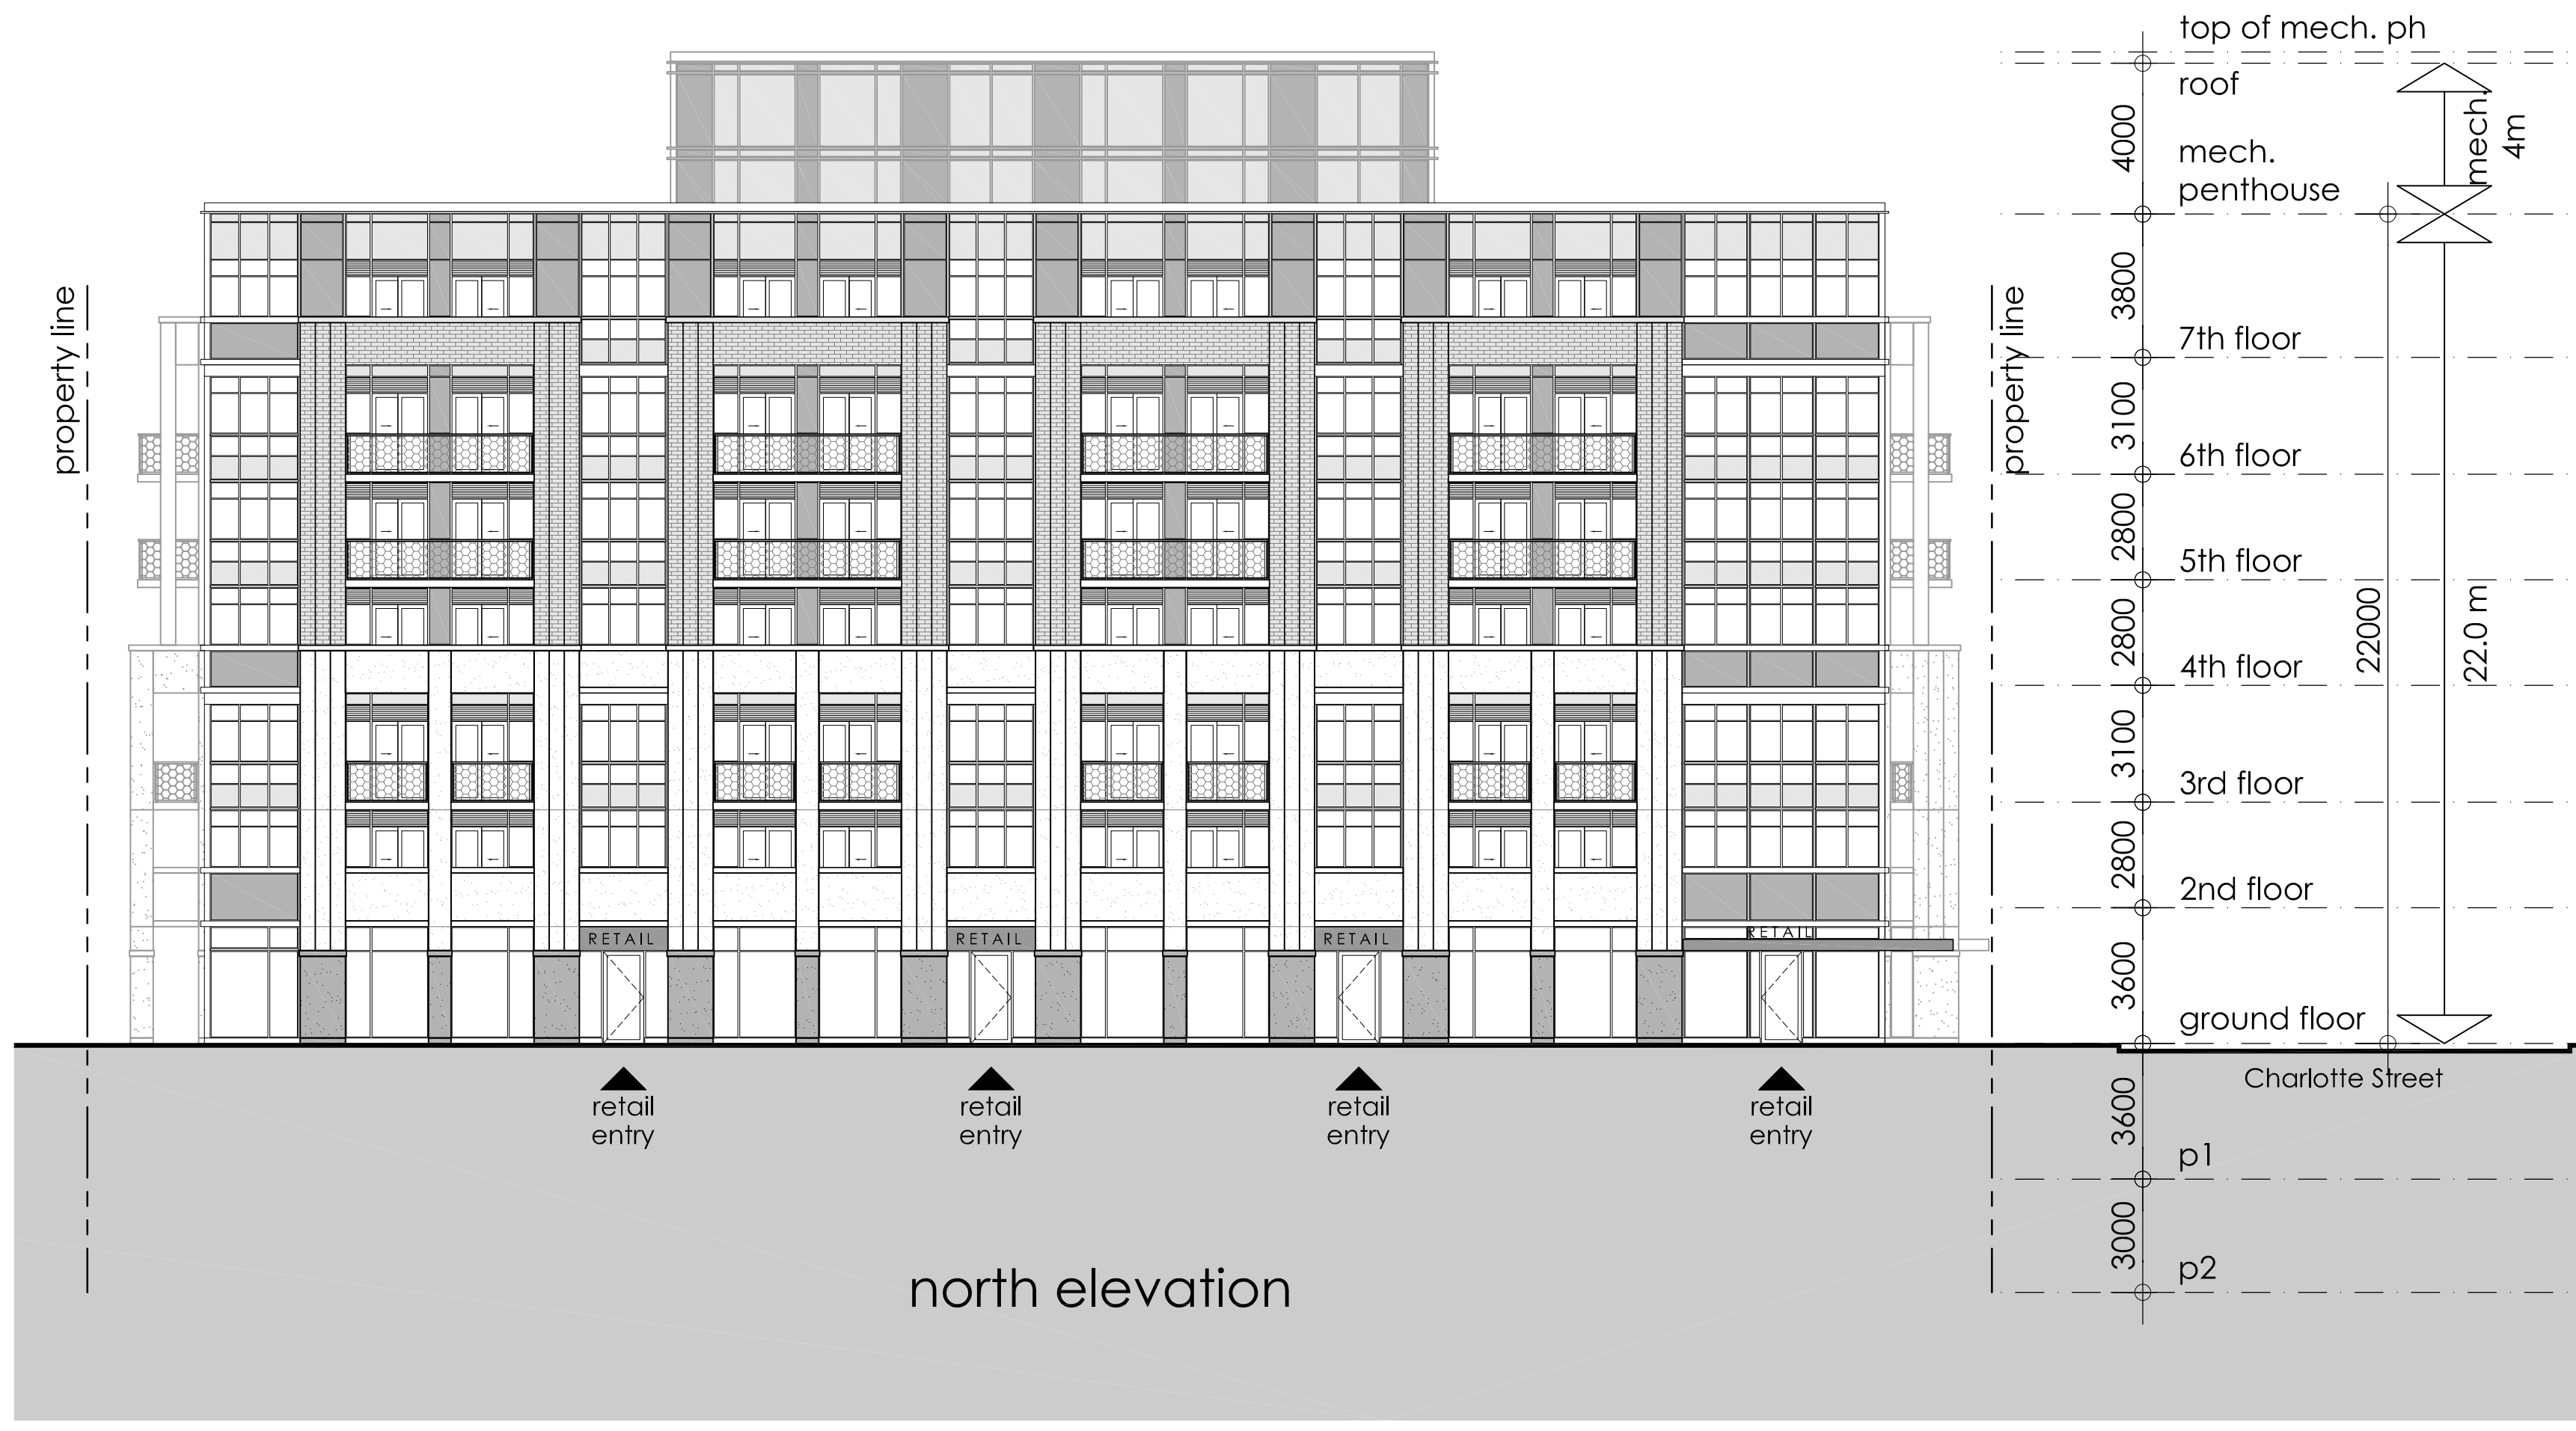 top of mech. ph
roof
4000
mech.
4m
mech.
penthouse
property line
property line
3800
7th floor
3100
6th floor
2800
5th floor
22000
22.0 m
2800
4th floor
3100
3rd floor
2800
2nd floor
RETAIL
RETAIL
RETAIL
RETAIL
3600
ground floor
Charlotte Street
retail
entry
retail
entry
retail
entry
retail
entry
3600
p1
3000
p2
north elevation